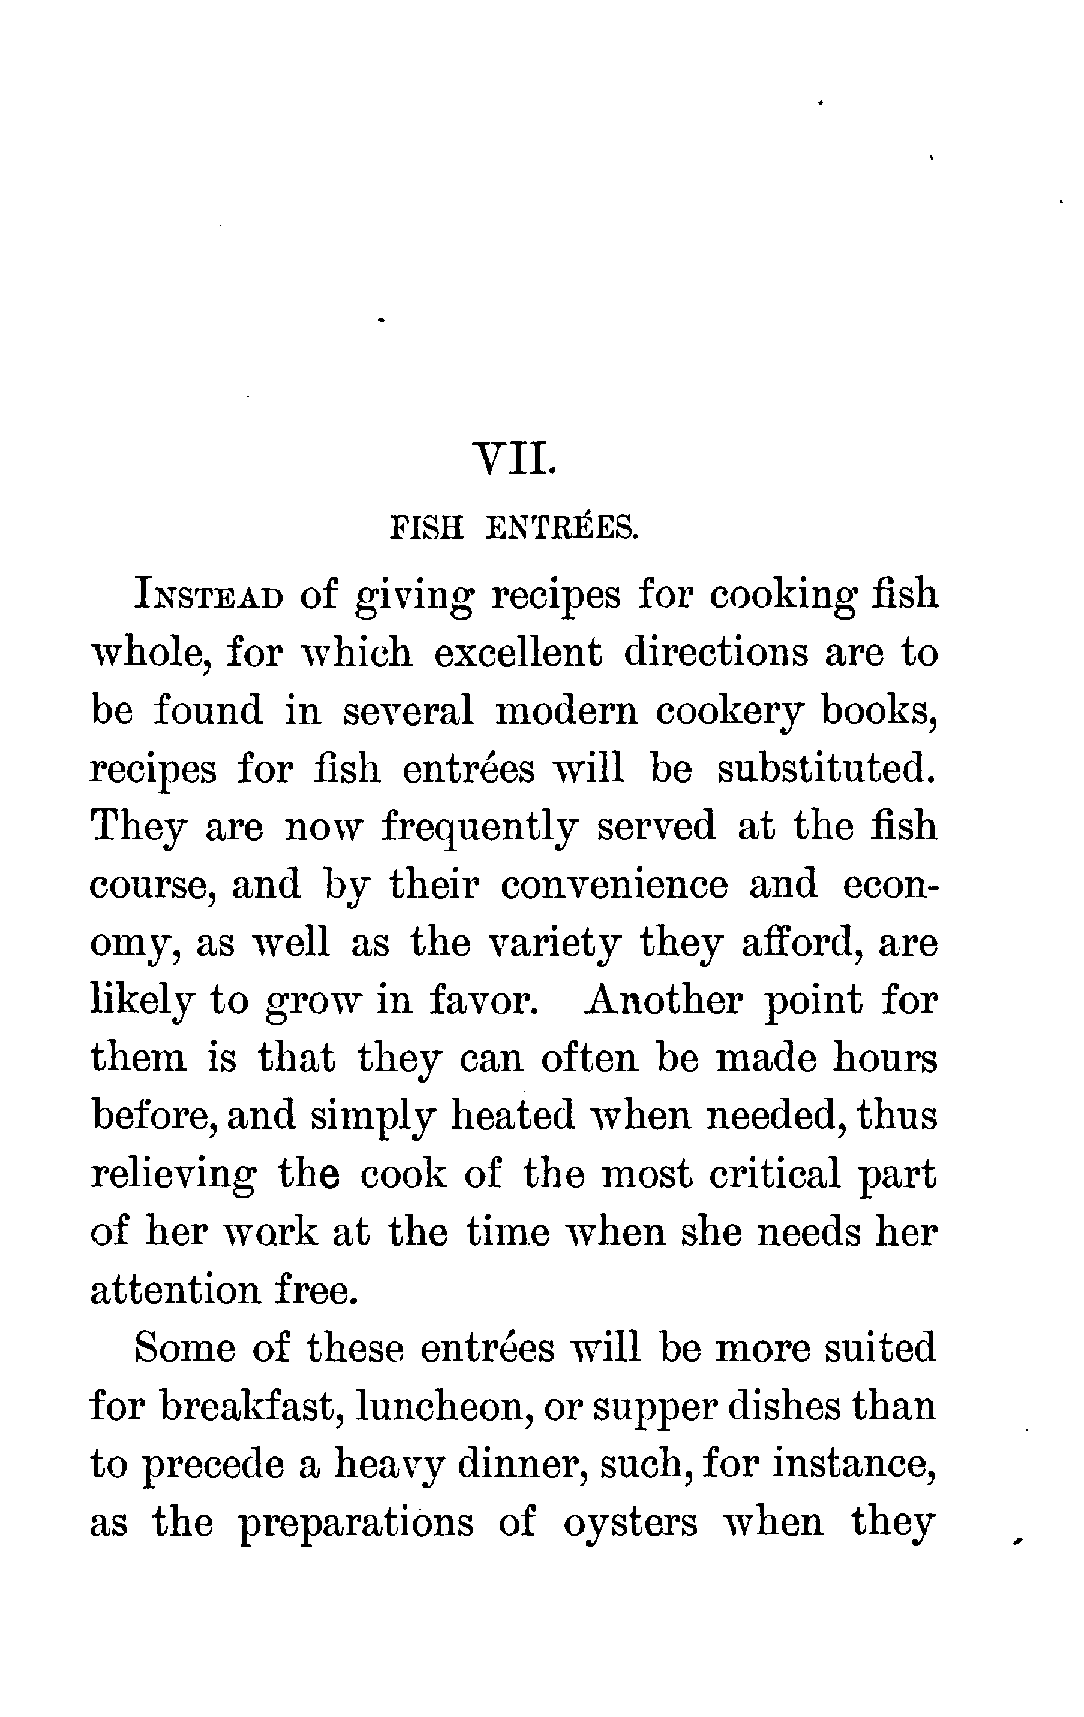 VII.
FISH ENTRÉES.
INSTEAD of giving recipes for cooking fish
whole, for which excellent directions are to
be found in several modern cookery books,
recipes for fish entrées will be substituted.
They are now frequently served at the fish
course, and by their convenience and econ-
omy, as well as the variety they afford, are
likely to grow in favor. Another point for
them is that they can often be made hours
before, and simply heated when needed, thus
relieving the cook of the most critical part
of her work at the time when she needs her
attention free.
Some of these entrées will be more suited
for breakfast, luncheon, or supper dishes than
to precede a heavy dinner, such, for instance,
as the preparations of oysters when they